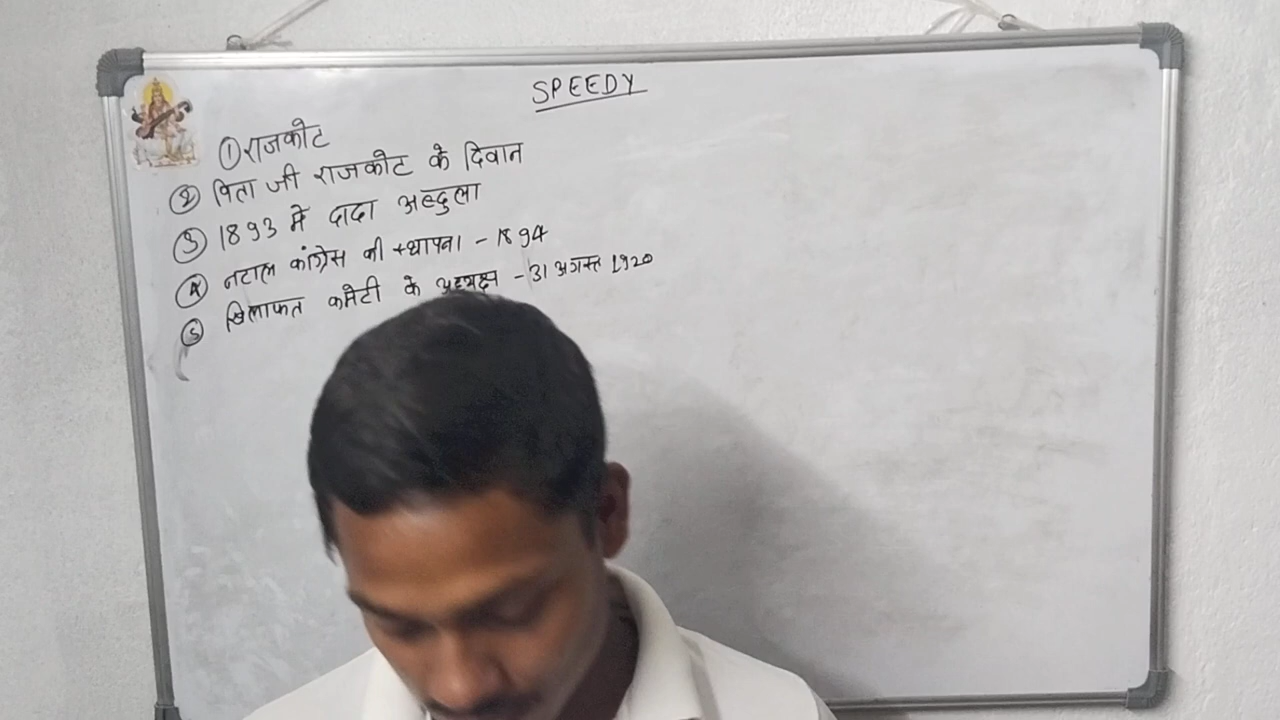 SPEEDY
① राजकोट
② पिता जी राजकोट के दिवान
③ 1893 में दादा अब्दुला
④ नटाल कांग्रेस की स्थापना - 1894
⑤ खिलाफत कमेटी के अध्यक्ष - 31 अगस्त 1920